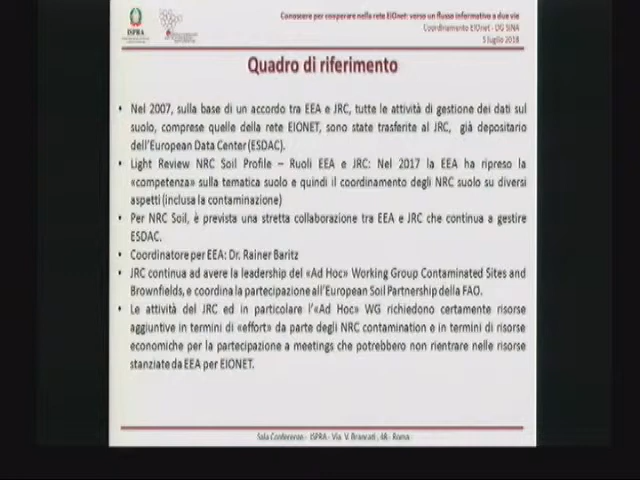 Conoscere per cooperare nella rete EIOnet: verso un flusso informativo a due vie
Coordinamento EIOnet - DG SINA
5 luglio 2018
ISPRA
Quadro di riferimento
• Nel 2007, sulla base di un accordo tra EEA e JRC, tutte le attività di gestione dei dati sul
suolo, comprese quelle della rete EIONET, sono state trasferite al JRC, già depositario
dell'European Data Center (ESDAC).
• Light Review NRC Soil Profile – Ruoli EEA e JRC: Nel 2017 la EEA ha ripreso la
«competenza» sulla tematica suolo e quindi il coordinamento degli NRC suolo su diversi
aspetti (inclusa la contaminazione)
• Per NRC Soil, è prevista una stretta collaborazione tra EEA e JRC che continua a gestire
ESDAC.
• Coordinatore per EEA: Dr. Rainer Baritz
• JRC continua ad avere la leadership del «Ad Hoc» Working Group Contaminated Sites and
Brownfields, e coordina la partecipazione all'European Soil Partnership della FAO.
• Le attività del JRC ed in particolare l'«Ad Hoc» WG richiedono certamente risorse
aggiuntive in termini di «effort» da parte degli NRC contamination e in termini di risorse
economiche per la partecipazione a meetings che potrebbero non rientrare nelle risorse
stanziate da EEA per EIONET.
Sala Conferenze - ISPRA - Via. V. Brancati, 48 - Roma